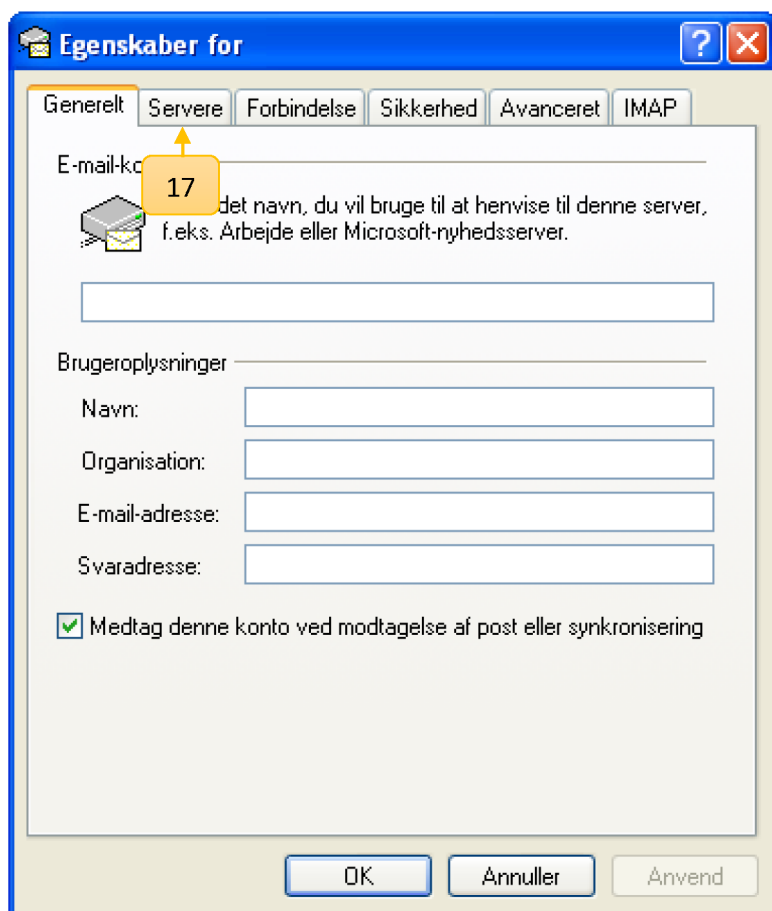 Egenskaber for
Generelt Servere Forbindelse Sikkerhed Avanceret IMAP
17
det navn, du vil bruge til at henvise til denne server,
f.eks. Arbejde eller Microsoft-nyhedsserver.
Brugeroplysninger
Navn:
Organisation:
E-mail-adresse:
Svaradresse:
Medtag denne konto ved modtagelse af post eller synkronisering
OK Annuller Anvend